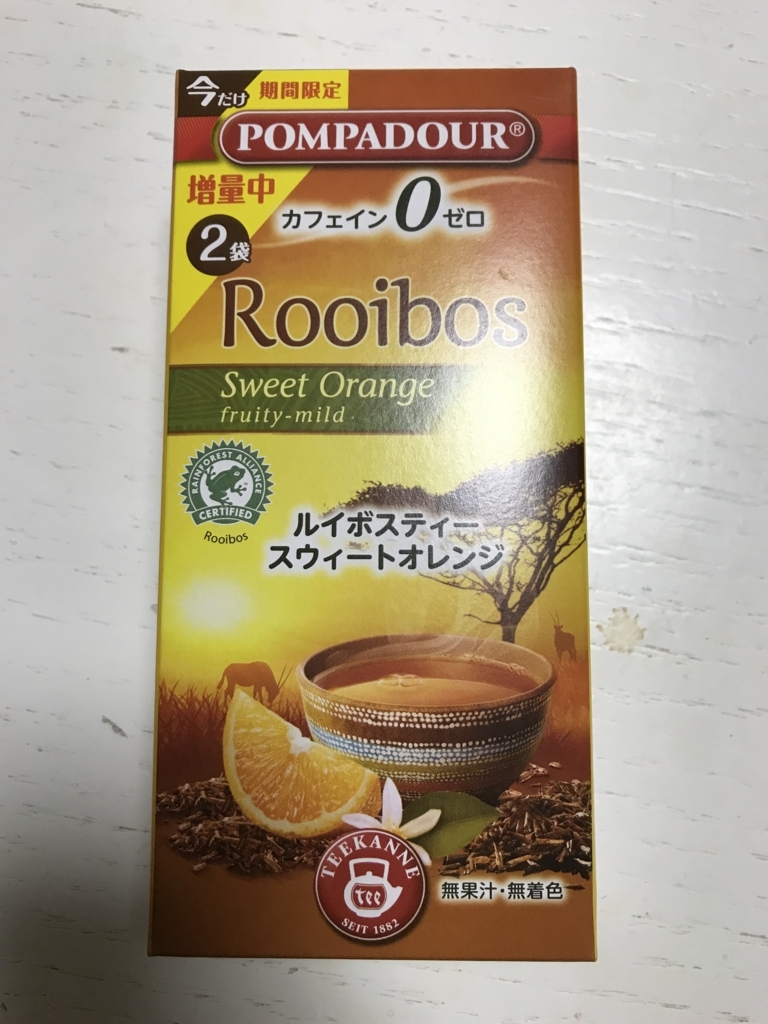 今だけ 期間限定
POMPADOUR®
増量中
2袋
カフェイン0ゼロ
Rooibos
Sweet Orange
fruity-mild
RAINFOREST ALLIANCE
CERTIFIED
Rooibos
ルイボスティー
スウィートオレンジ
TEEKANNE
tee
SEIT 1882
無果汁・無着色